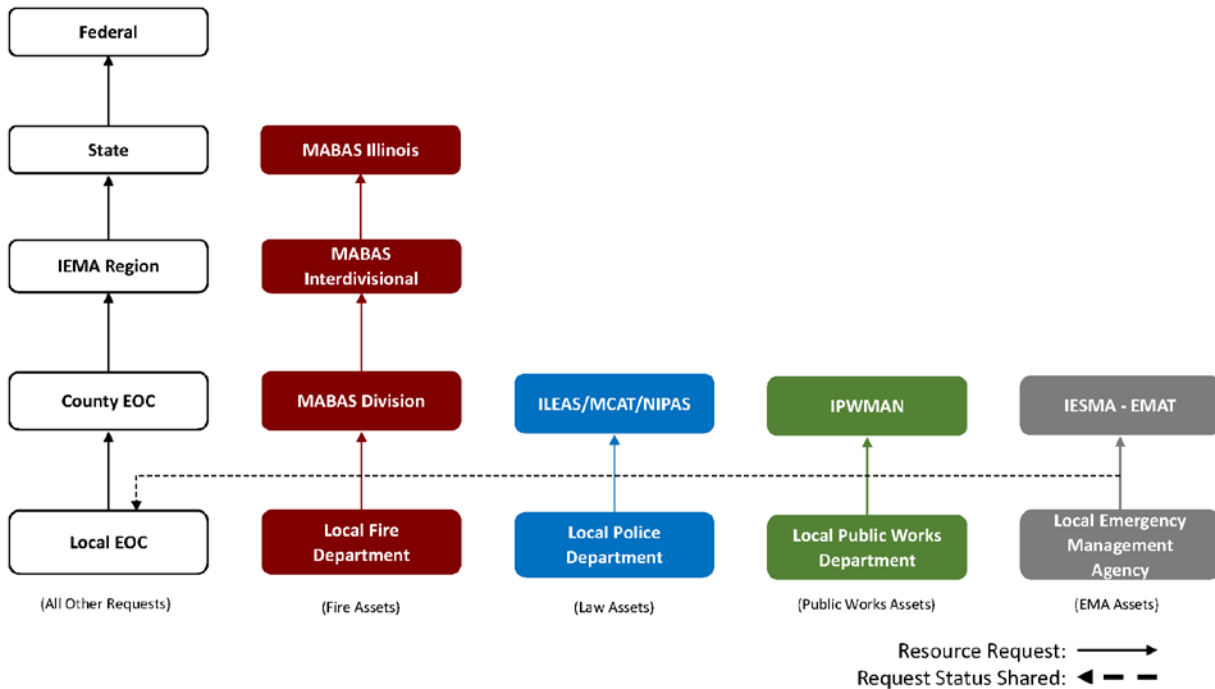 Federal
State
MABAS Illinois
IEMA Region
MABAS
Interdivisional
County EOC
MABAS Division
ILEAS/MCAT/NIPAS
IPWMAN
IESMA - EMAT
Local EOC
Local Fire
Department
Local Police
Department
Local Public Works
Department
Local Emergency
Management
Agency
(All Other Requests)
(Fire Assets)
(Law Assets)
(Public Works Assets)
(EMA Assets)
Resource Request:
Request Status Shared: